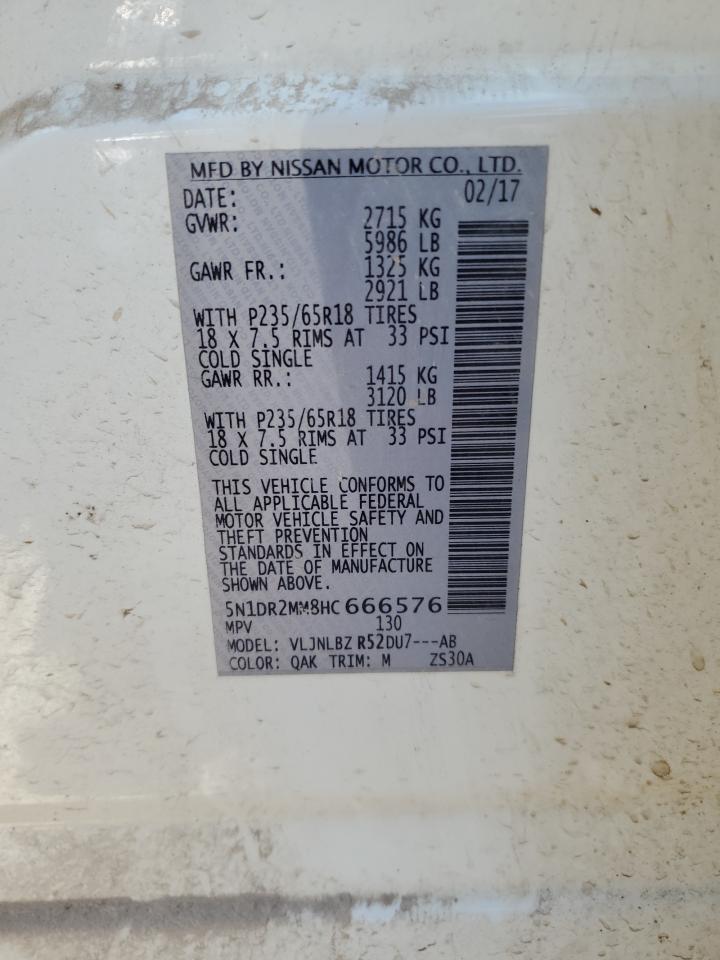 MFD BY NISSAN MOTOR CO., LTD.
DATE: 02/17
GVWR: 2715 KG
5986 LB
GAWR FR.: 1325 KG
2921 LB
WITH P235/65R18 TIRES
18 X 7.5 RIMS AT 33 PSI
COLD SINGLE
GAWR RR.: 1415 KG
3120 LB
WITH P235/65R18 TIRES
18 X 7.5 RIMS AT 33 PSI
COLD SINGLE
THIS VEHICLE CONFORMS TO
ALL APPLICABLE FEDERAL
MOTOR VEHICLE SAFETY AND
THEFT PREVENTION
STANDARDS IN EFFECT ON
THE DATE OF MANUFACTURE
SHOWN ABOVE.
5N1DR2MM8HC666576
MPV 130
MODEL: VLJNLBZ R52DU7---AB
COLOR: QAK TRIM: M ZS30A